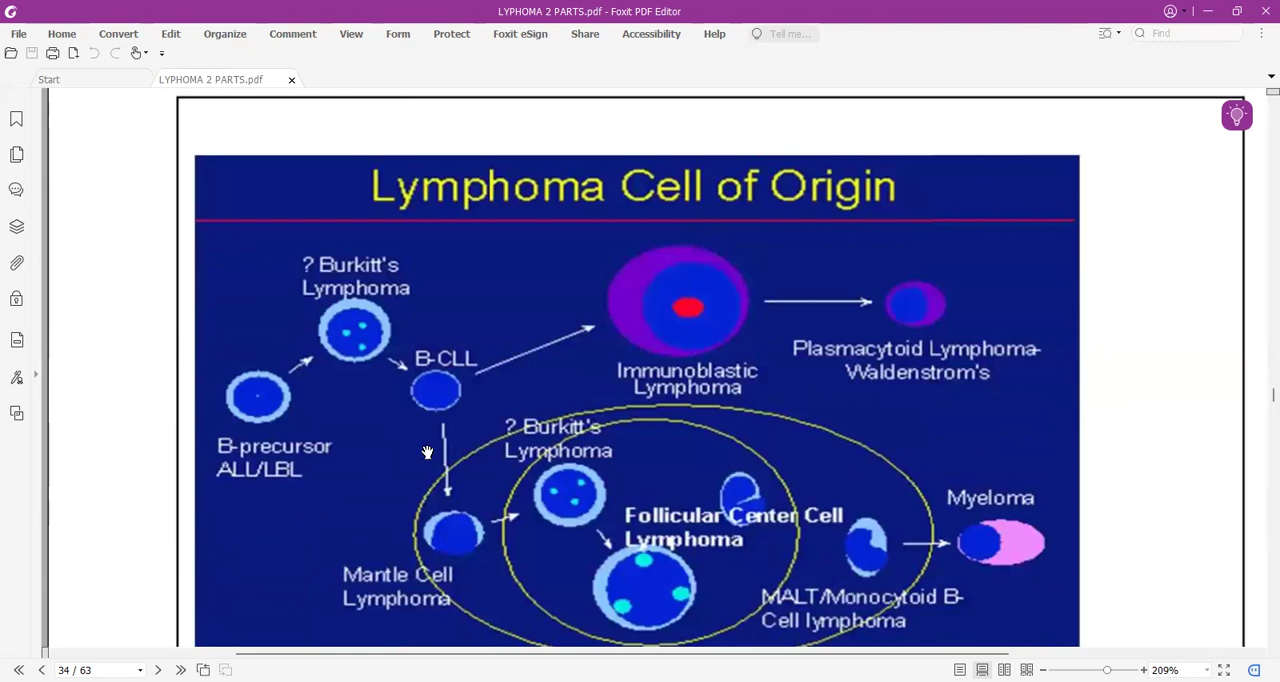 LYPHOMA 2 PARTS.pdf - Foxit PDF Editor
File Home Convert Edit Organize Comment View Form Protect Foxit eSign Share Accessibility Help Tell me... Find
Start LYPHOMA 2 PARTS.pdf
Lymphoma Cell of Origin
? Burkitt's
Lymphoma
B-CLL
B-precursor
ALL/LBL
Immunoblastic
Lymphoma
Plasmacytoid Lymphoma-
Waldenstrom's
? Burkitt's
Lymphoma
Follicular Center Cell
Lymphoma
Myeloma
Mantle Cell
Lymphoma
MALT/Monocytoid B-
Cell lymphoma
34 / 63
209%